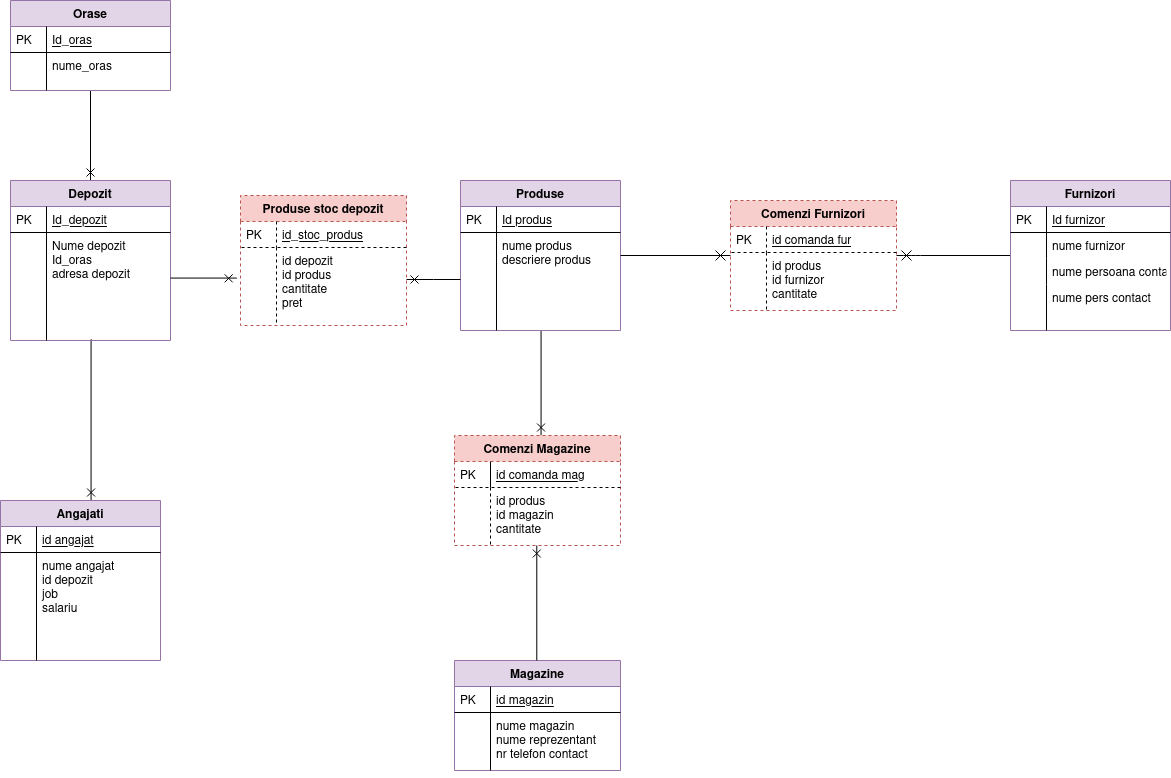 Orase
PK Id_oras
nume_oras
Depozit
PK Id_depozit
Nume depozit
Id_oras
adresa depozit
Produse stoc depozit
PK id_stoc_produs
id depozit
id produs
cantitate
pret
Produse
PK Id produs
nume produs
descriere produs
Comenzi Furnizori
PK id comanda fur
id produs
id furnizor
cantitate
Furnizori
PK Id furnizor
nume furnizor
nume persoana conta
nume pers contact
Comenzi Magazine
PK id comanda mag
id produs
id magazin
cantitate
Angajati
PK id angajat
nume angajat
id depozit
job
salariu
Magazine
PK id magazin
nume magazin
nume reprezentant
nr telefon contact